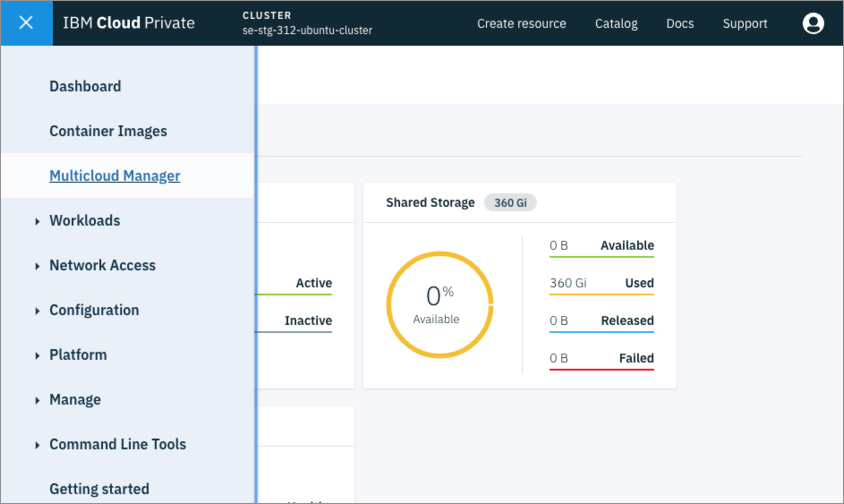 IBM Cloud Private
CLUSTER
se-stg-312-ubuntu-cluster
Create resource
Catalog
Docs
Support
Dashboard
Container Images
Multicloud Manager
Workloads
Network Access
Configuration
Platform
Manage
Command Line Tools
Getting started
Active
Inactive
Shared Storage 360 Gi
0%
Available
0 B Available
360 Gi Used
0 B Released
0 B Failed